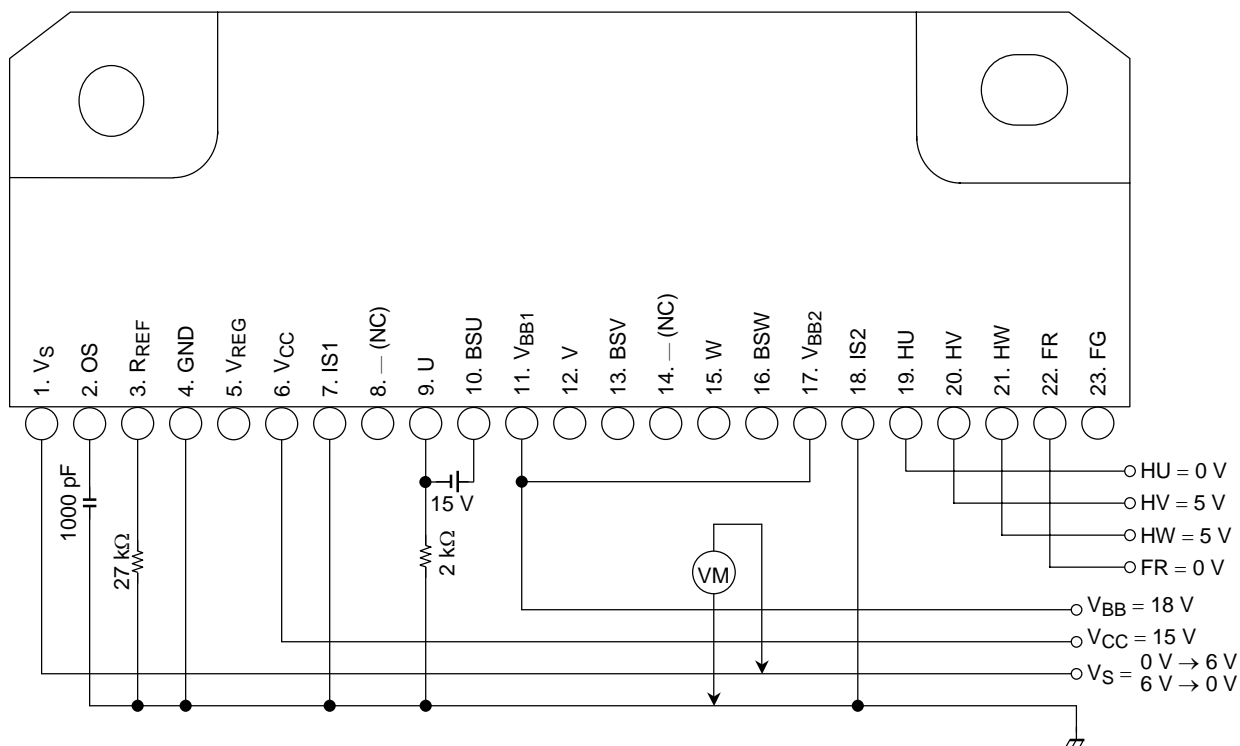 1. VS
2. OS
3. RREF
4. GND
5. VREG
6. VCC
7. IS1
8. — (NC)
9. U
10. BSU
11. VBB1
12. V
13. BSV
14. — (NC)
15. W
16. BSW
17. VBB2
18. IS2
19. HU
20. HV
21. HW
22. FR
23. FG
1000 pF
27 kΩ
15 V
2 kΩ
VM
HU = 0 V
HV = 5 V
HW = 5 V
FR = 0 V
VBB = 18 V
VCC = 15 V
VS = 0 V → 6 V
6 V → 0 V